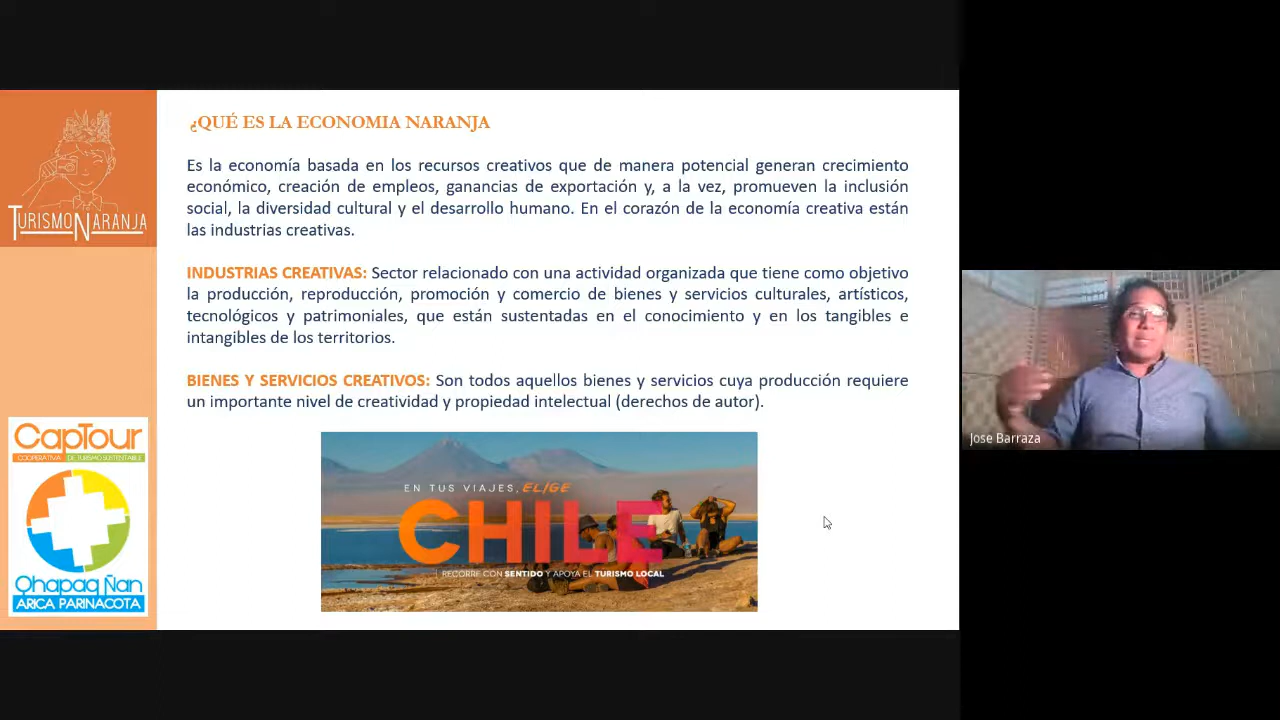 ¿QUÉ ES LA ECONOMIA NARANJA
Es la economía basada en los recursos creativos que de manera potencial generan crecimiento
económico, creación de empleos, ganancias de exportación y, a la vez, promueven la inclusión
social, la diversidad cultural y el desarrollo humano. En el corazón de la economía creativa están
las industrias creativas.
INDUSTRIAS CREATIVAS: Sector relacionado con una actividad organizada que tiene como objetivo
la producción, reproducción, promoción y comercio de bienes y servicios culturales, artísticos,
tecnológicos y patrimoniales, que están sustentadas en el conocimiento y en los tangibles e
intangibles de los territorios.
BIENES Y SERVICIOS CREATIVOS: Son todos aquellos bienes y servicios cuya producción requiere
un importante nivel de creatividad y propiedad intelectual (derechos de autor).
EN TUS VIAJES, ELIGE
CHILE
RECORRE CON SENTIDO Y APOYA EL TURISMO LOCAL
TURISMO NARANJA
CapTour
COOPERATIVA DE TURISMO SUSTENTABLE
Qhapaq Ñan
ARICA PARINACOTA
Jose Barraza